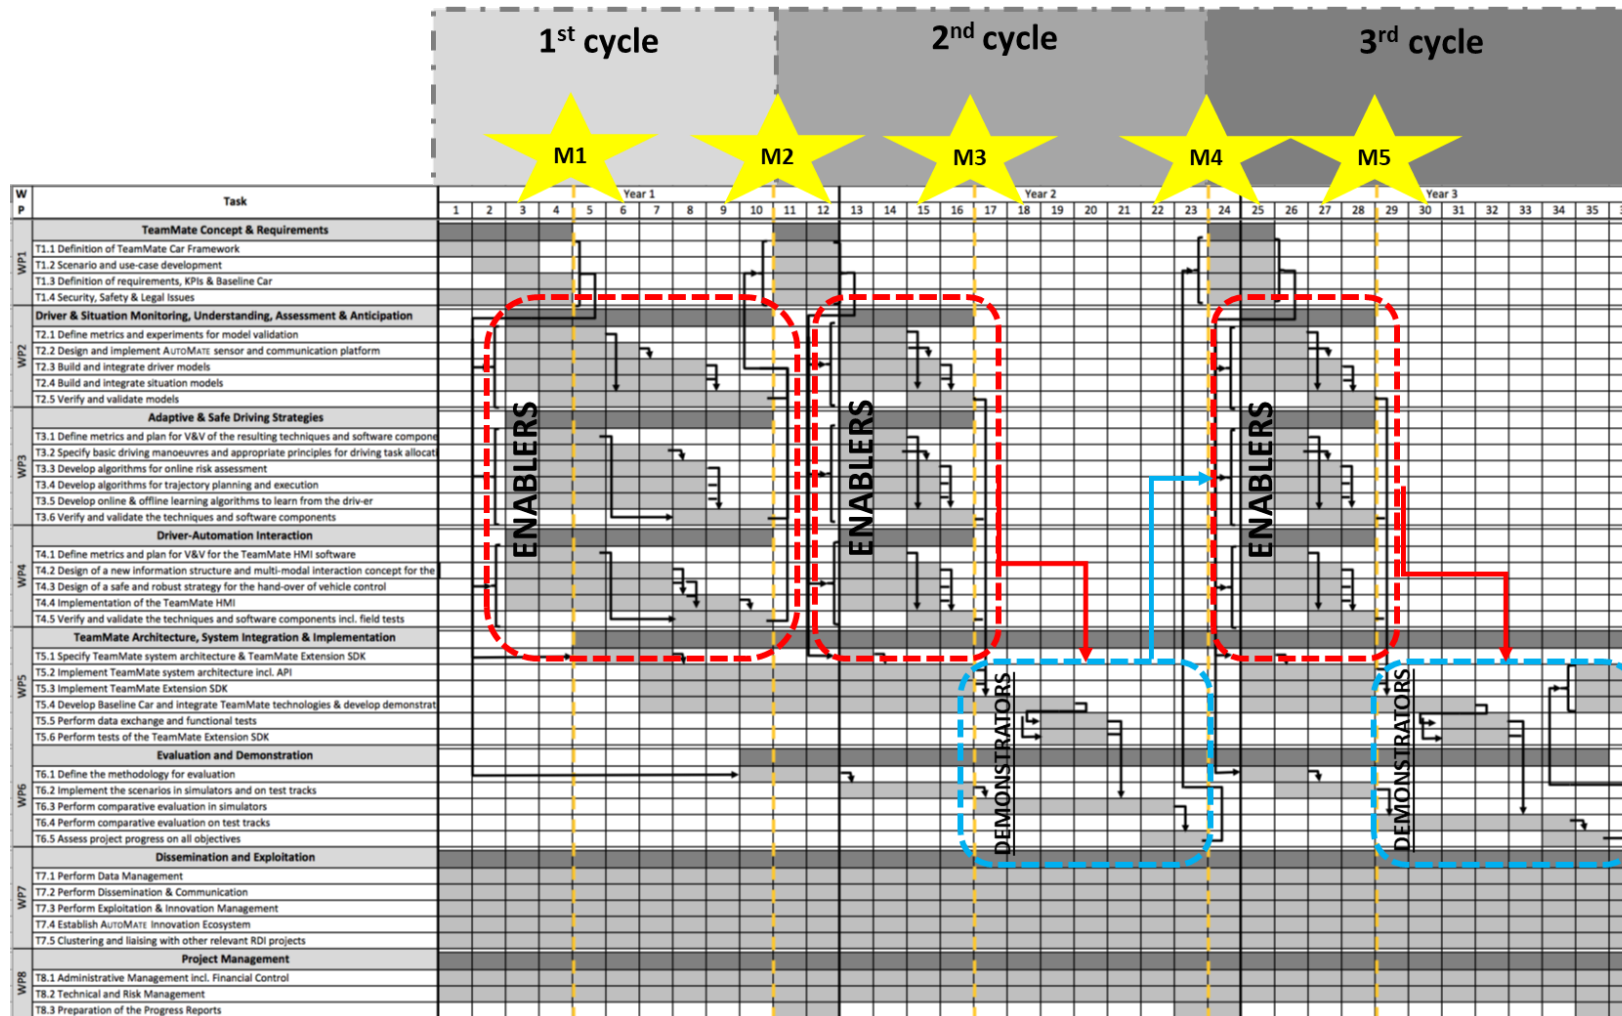 1st cycle
2nd cycle
3rd cycle
M1
M2
M3
M4
M5
W P
Task
Year 1
Year 2
Year 3
1 2 3 4 5 6 7 8 9 10 11 12 13 14 15 16 17 18 19 20 21 22 23 24 25 26 27 28 29 30 31 32 33 34 35
WP1
TeamMate Concept & Requirements
T1.1 Definition of TeamMate Car Framework
T1.2 Scenario and use-case development
T1.3 Definition of requirements, KPIs & Baseline Car
T1.4 Security, Safety & Legal Issues
WP2
Driver & Situation Monitoring, Understanding, Assessment & Anticipation
T2.1 Define metrics and experiments for model validation
T2.2 Design and implement AUTOMATE sensor and communication platform
T2.3 Build and integrate driver models
T2.4 Build and integrate situation models
T2.5 Verify and validate models
WP3
Adaptive & Safe Driving Strategies
T3.1 Define metrics and plan for V&V of the resulting techniques and software compone
T3.2 Specify basic driving manoeuvres and appropriate principles for driving task allocati
T3.3 Develop algorithms for online risk assessment
T3.4 Develop algorithms for trajectory planning and execution
T3.5 Develop online & offline learning algorithms to learn from the driv-er
T3.6 Verify and validate the techniques and software components
WP4
Driver-Automation Interaction
T4.1 Define metrics and plan for V&V for the TeamMate HMI software
T4.2 Design of a new information structure and multi-modal interaction concept for the
T4.3 Design of a safe and robust strategy for the hand-over of vehicle control
T4.4 Implementation of the TeamMate HMI
T4.5 Verify and validate the techniques and software components incl. field tests
ENABLERS
ENABLERS
ENABLERS
WP5
TeamMate Architecture, System Integration & Implementation
T5.1 Specify TeamMate system architecture & TeamMate Extension SDK
T5.2 Implement TeamMate system architecture incl. API
T5.3 Implement TeamMate Extension SDK
T5.4 Develop Baseline Car and integrate TeamMate technologies & develop demonstrat
T5.5 Perform data exchange and functional tests
T5.6 Perform tests of the TeamMate Extension SDK
WP6
Evaluation and Demonstration
T6.1 Define the methodology for evaluation
T6.2 Implement the scenarios in simulators and on test tracks
T6.3 Perform comparative evaluation in simulators
T6.4 Perform comparative evaluation on test tracks
T6.5 Assess project progress on all objectives
DEMONSTRATORS
DEMONSTRATORS
WP7
Dissemination and Exploitation
T7.1 Perform Data Management
T7.2 Perform Dissemination & Communication
T7.3 Perform Exploitation & Innovation Management
T7.4 Establish AUTOMATE Innovation Ecosystem
T7.5 Clustering and liaising with other relevant RDI projects
WP8
Project Management
T8.1 Administrative Management incl. Financial Control
T8.2 Technical and Risk Management
T8.3 Preparation of the Progress Reports